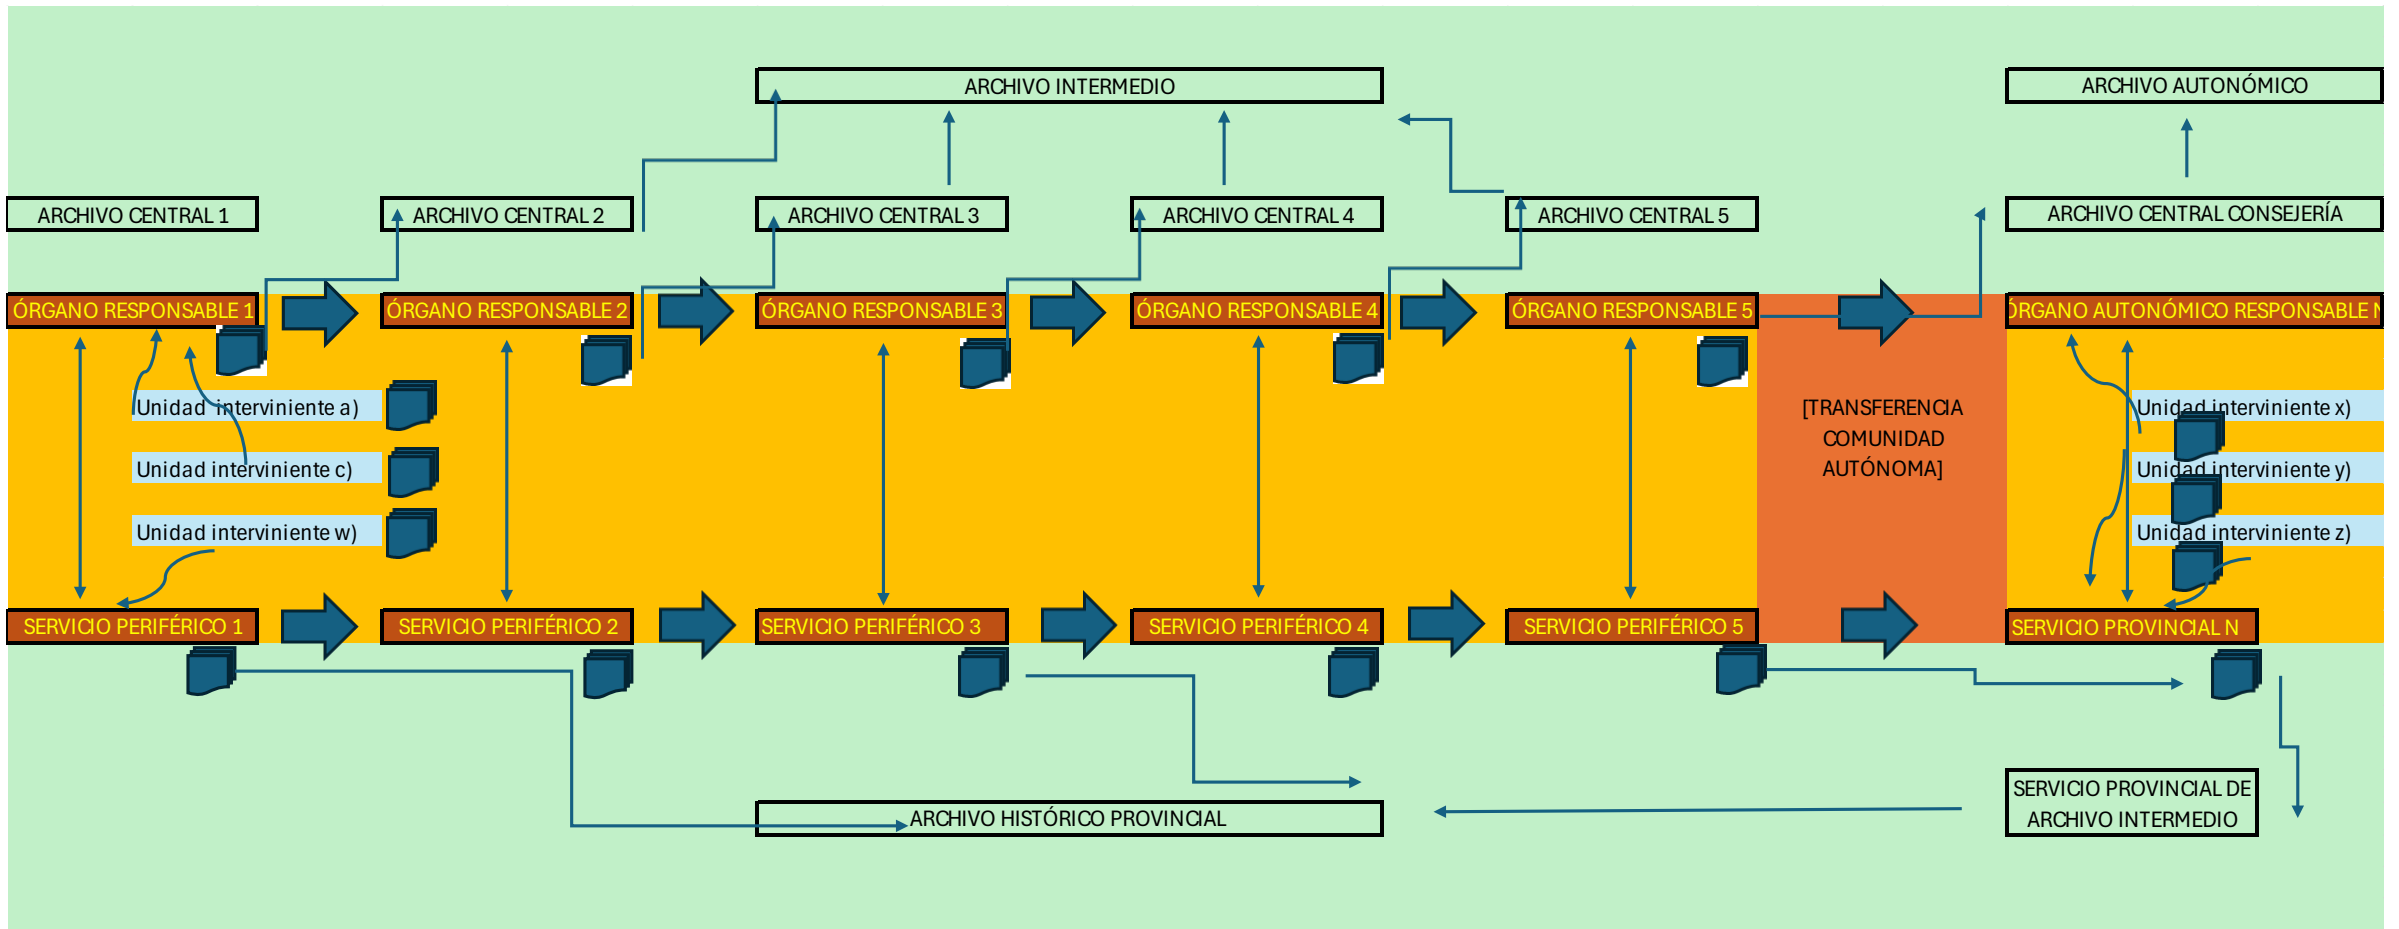 ARCHIVO INTERMEDIO
ARCHIVO AUTONÓMICO
ARCHIVO CENTRAL 1
ARCHIVO CENTRAL 2
ARCHIVO CENTRAL 3
ARCHIVO CENTRAL 4
ARCHIVO CENTRAL 5
ARCHIVO CENTRAL CONSEJERÍA
ÓRGANO RESPONSABLE 1
ÓRGANO RESPONSABLE 2
ÓRGANO RESPONSABLE 3
ÓRGANO RESPONSABLE 4
ÓRGANO RESPONSABLE 5
ÓRGANO AUTONÓMICO RESPONSABLE N
Unidad interviniente a)
Unidad interviniente c)
Unidad interviniente w)
[TRANSFERENCIA
COMUNIDAD
AUTÓNOMA]
Unidad interviniente x)
Unidad interviniente y)
Unidad interviniente z)
SERVICIO PERIFÉRICO 1
SERVICIO PERIFÉRICO 2
SERVICIO PERIFÉRICO 3
SERVICIO PERIFÉRICO 4
SERVICIO PERIFÉRICO 5
SERVICIO PROVINCIAL N
ARCHIVO HISTÓRICO PROVINCIAL
SERVICIO PROVINCIAL DE
ARCHIVO INTERMEDIO